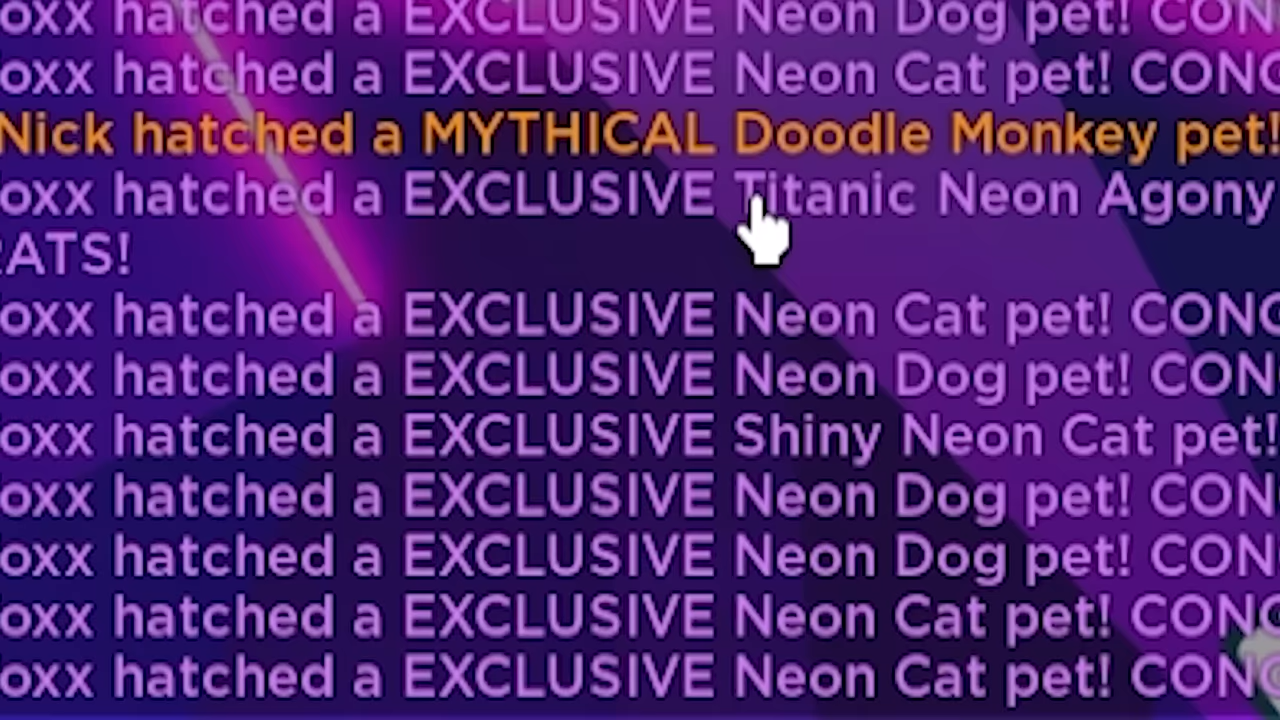 oxx hatched a EXCLUSIVE Neon Dog pet! CON
oxx hatched a EXCLUSIVE Neon Cat pet! CONG
Nick hatched a MYTHICAL Doodle Monkey pet!
oxx hatched a EXCLUSIVE Titanic Neon Agony
RATS!
oxx hatched a EXCLUSIVE Neon Cat pet! CONG
oxx hatched a EXCLUSIVE Neon Dog pet! CON
oxx hatched a EXCLUSIVE Shiny Neon Cat pet!
oxx hatched a EXCLUSIVE Neon Dog pet! CON
oxx hatched a EXCLUSIVE Neon Dog pet! CON
oxx hatched a EXCLUSIVE Neon Cat pet! CONG
oxx hatched a EXCLUSIVE Neon Cat pet! CONG